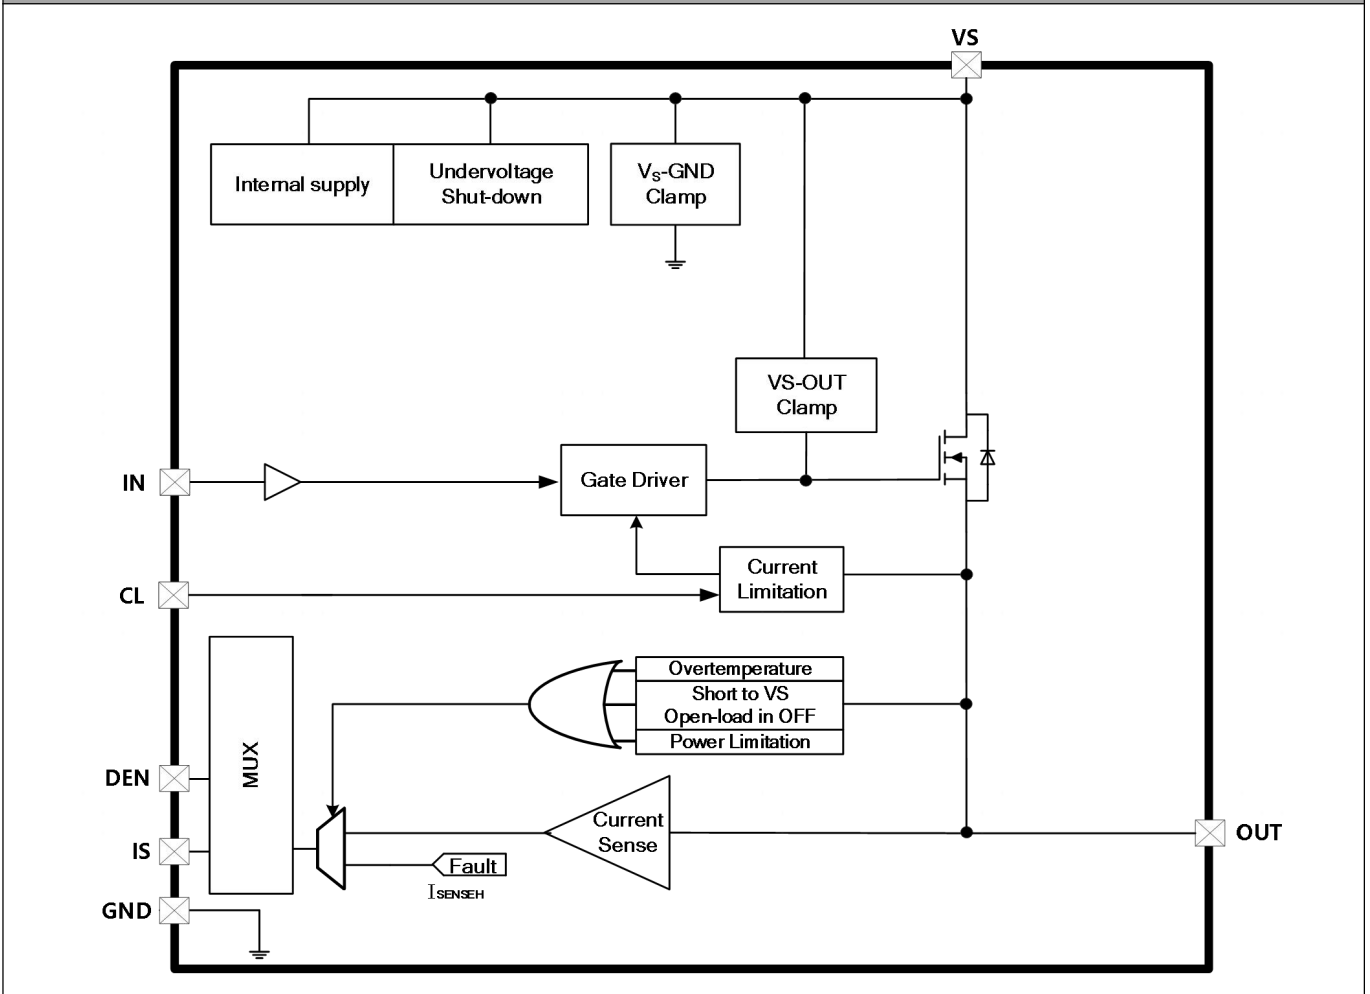 VS
Internal supply
Undervoltage
Shut-down
VS-GND
Clamp
VS-OUT
Clamp
IN
Gate Driver
CL
Current
Limitation
Overtemperature
Short to VS
Open-load in OFF
Power Limitation
MUX
DEN
IS
GND
Current
Sense
Fault
ISENSEH
OUT